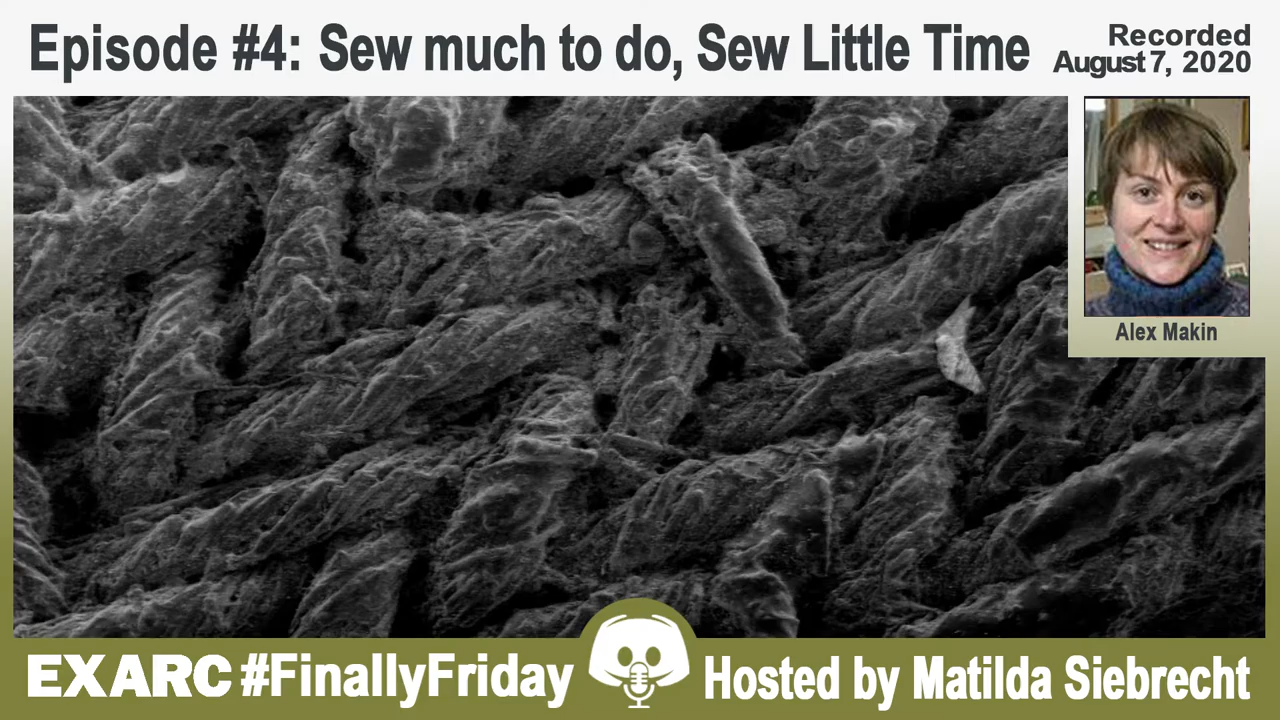 Episode #4: Sew much to do, Sew Little Time
Recorded
August 7, 2020
Alex Makin
EXARC #FinallyFriday
Hosted by Matilda Siebrecht